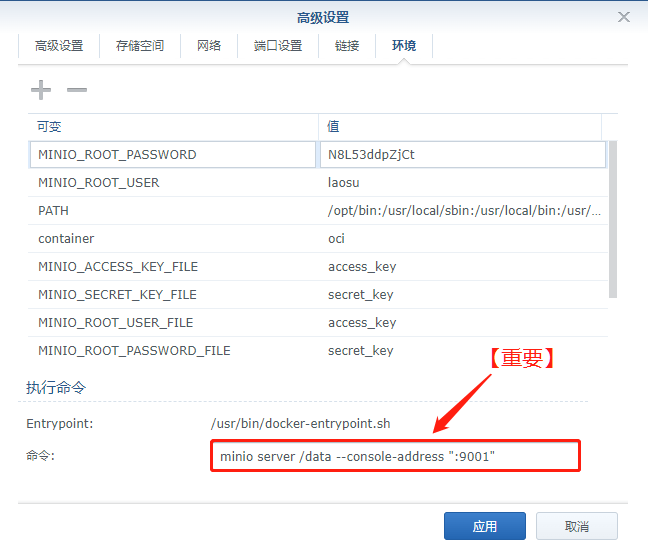 高级设置
高级设置 存储空间 网络 端口设置 链接 环境
可变 值
MINIO_ROOT_PASSWORD N8L53ddpZjCt
MINIO_ROOT_USER laosu
PATH /opt/bin:/usr/local/sbin:/usr/local/bin:/usr/...
container oci
MINIO_ACCESS_KEY_FILE access_key
MINIO_SECRET_KEY_FILE secret_key
MINIO_ROOT_USER_FILE access_key
MINIO_ROOT_PASSWORD_FILE secret_key
【重要】
执行命令
Entrypoint: /usr/bin/docker-entrypoint.sh
命令: minio server /data --console-address ":9001"
应用 取消